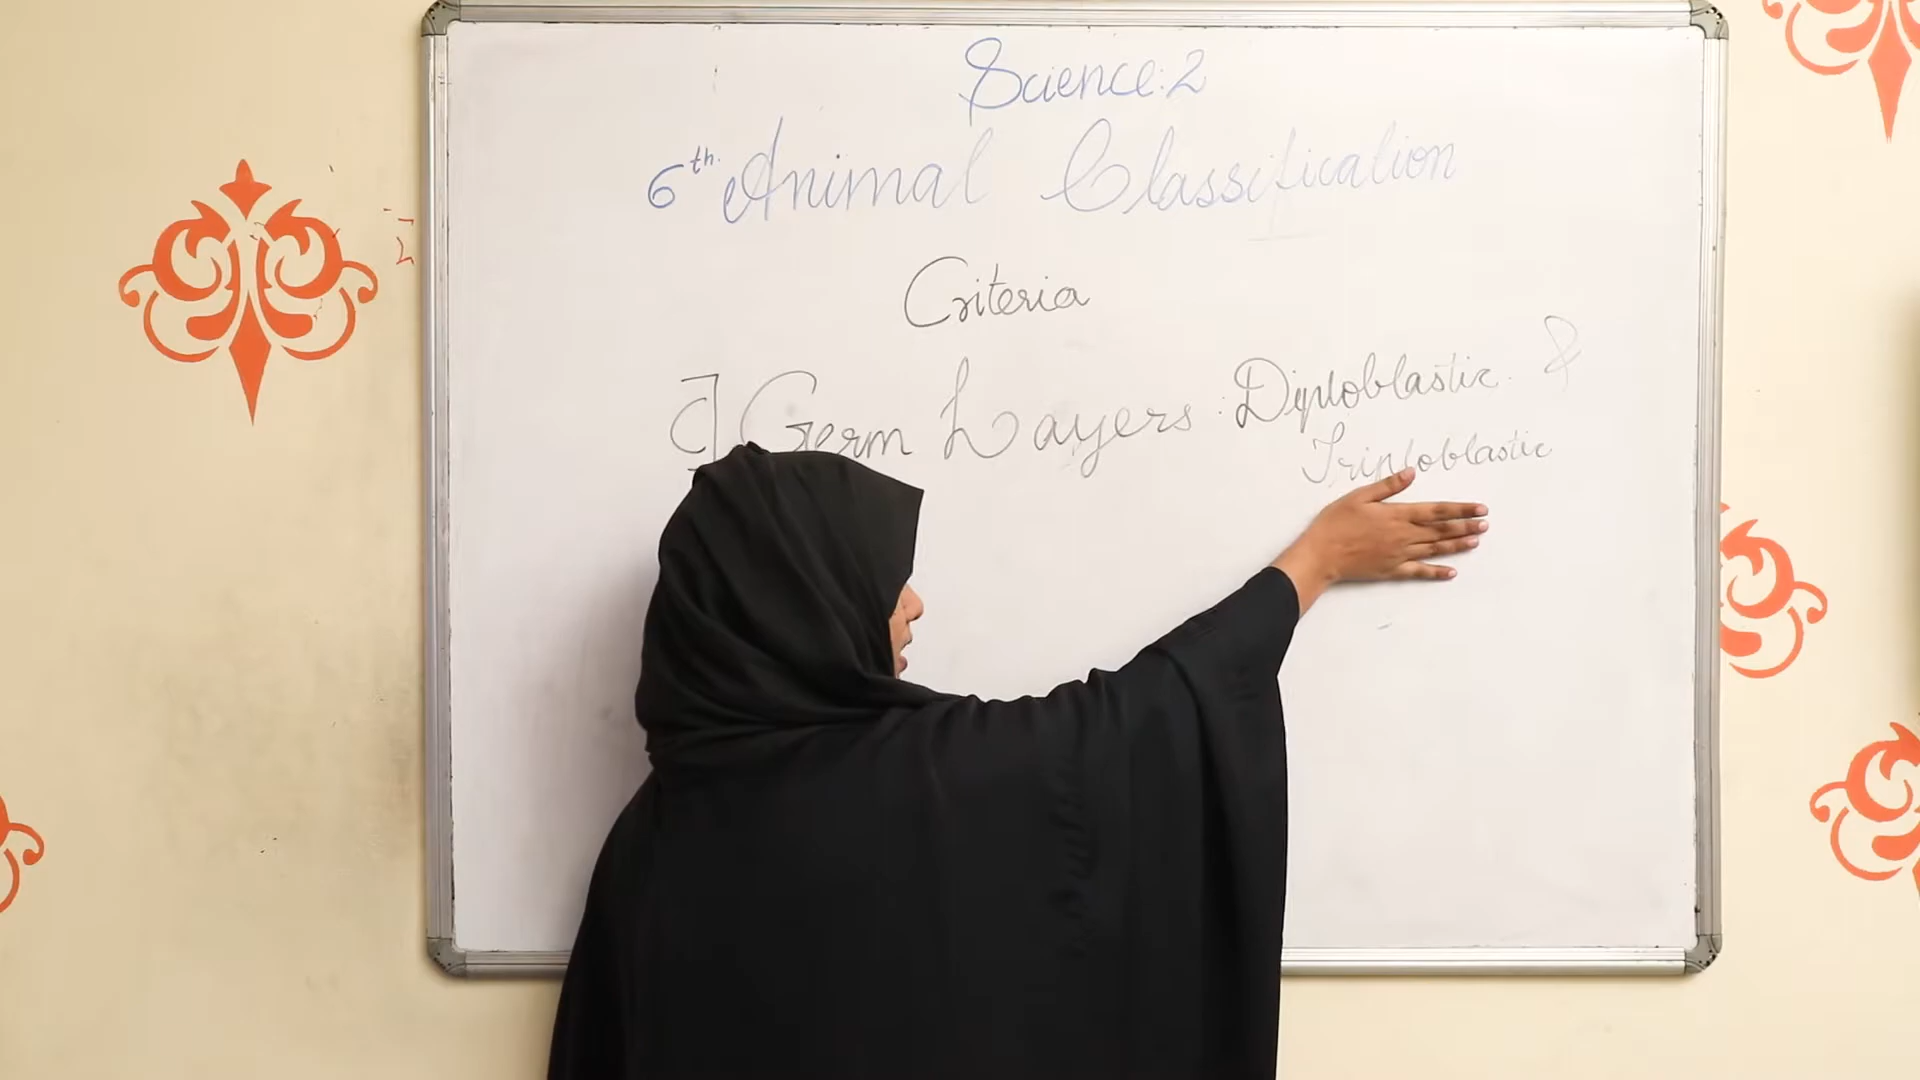 Science:2
6th. Animal Classification
Criteria
C] Germ Layers : Diploblastic &
Triploblastic